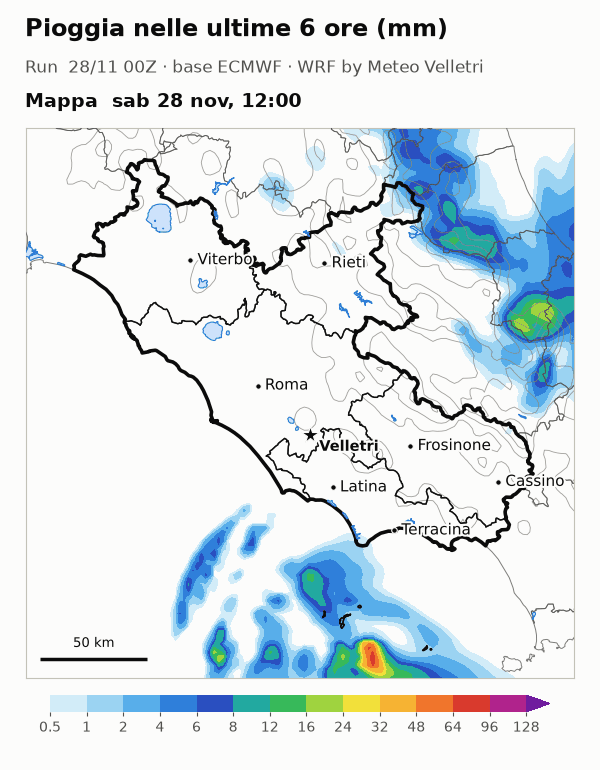 Pioggia nelle ultime 6 ore (mm)
Run  28/11 00Z · base ECMWF · WRF by Meteo Velletri
Mappa  sab 28 nov, 12:00
Viterbo
Rieti
Roma
Velletri
Frosinone
Latina
Cassino
Terracina
50 km
0.5 1 2 4 6 8 12 16 24 32 48 64 96 128